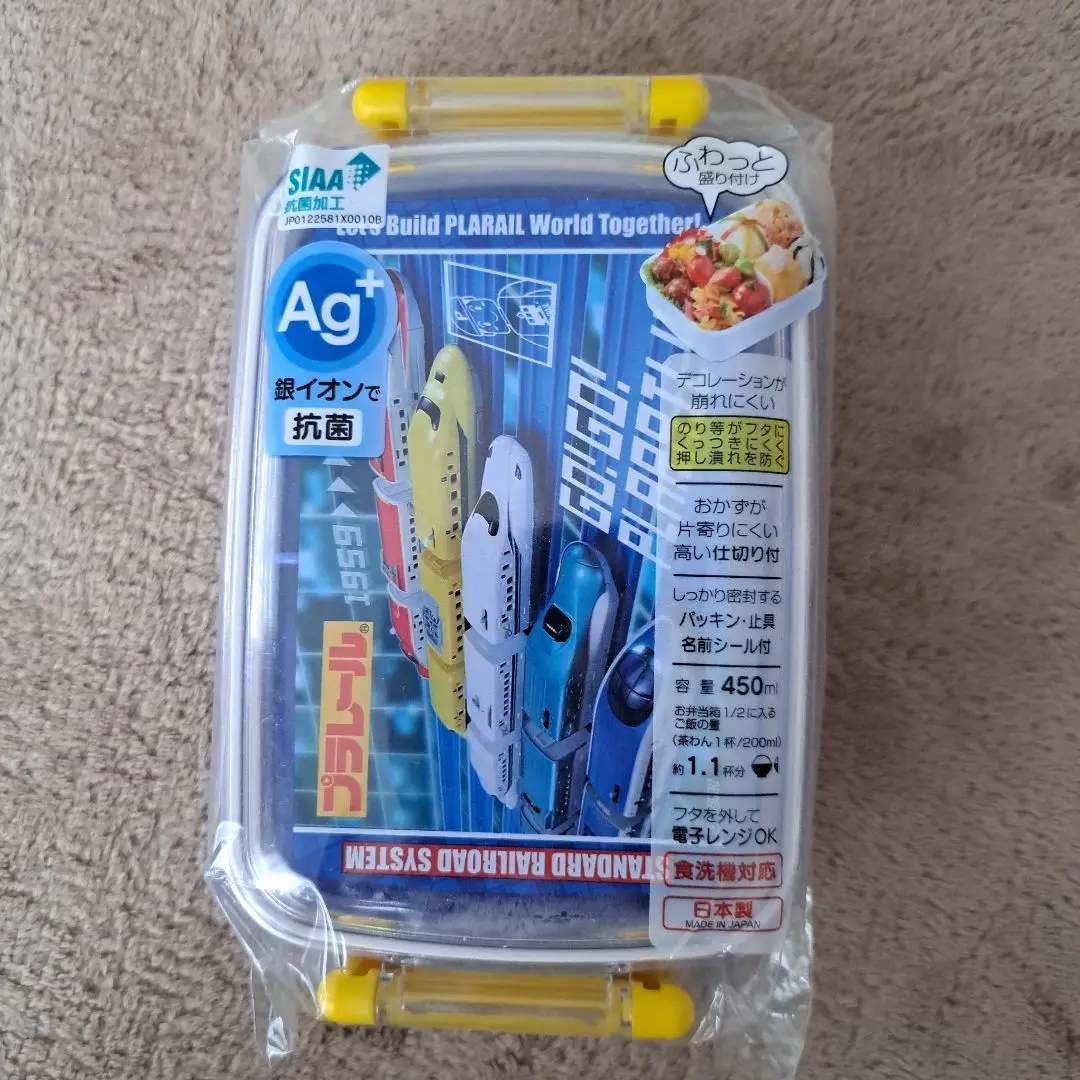 SIAA
抗菌加工
JP0122581X0010B
Ag+
銀イオンで
抗菌
ふわっと
盛り付け
Let's Build PLARAIL World Together!
GO!GO!
1959
プラレール®
STANDARD RAILROAD SYSTEM
デコレーションが
崩れにくい
のり等がフタに
くっつきにくく
押し潰れを防ぐ
おかずが
片寄りにくい
高い仕切り付
しっかり密封する
パッキン・止具
名前シール付
容量 450ml
お弁当箱1/2に入る
ご飯の量
(茶わん1杯/200ml)
約1.1杯分
フタを外して
電子レンジOK
食洗機対応
日本製
MADE IN JAPAN